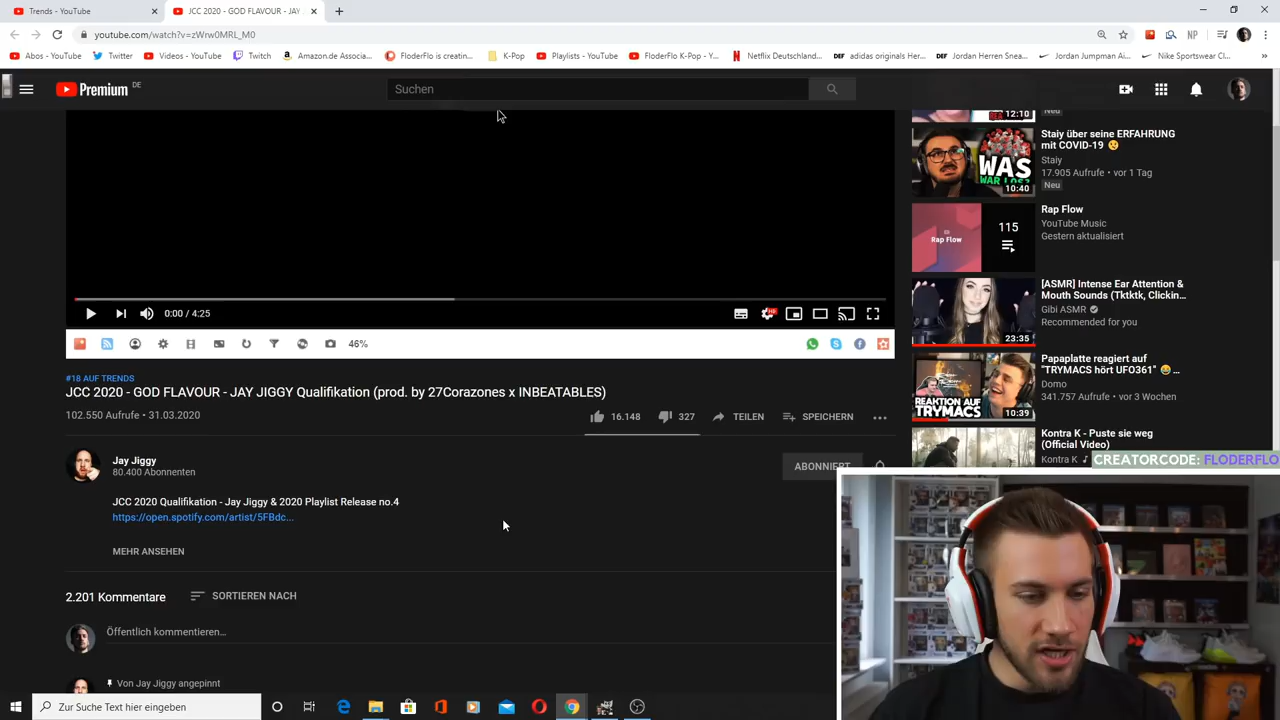 Trends - YouTube
JCC 2020 - GOD FLAVOUR - JAY
youtube.com/watch?v=zWrw0MRL_M0
Abos - YouTube
Twitter
Videos - YouTube
Twitch
Amazon.de Associa...
FloderFlo is creatin...
K-Pop
Playlists - YouTube
FloderFlo K-Pop - Y...
Netflix Deutschland...
adidas originals Her...
Jordan Herren Snea...
Jordan Jumpman Ai...
Nike Sportswear Cl...
Premium DE
Suchen
12:10
Neu
Staiy über seine ERFAHRUNG
mit COVID-19
Staiy
17.905 Aufrufe • vor 1 Tag
Neu
WAS
WAR LOS?
10:40
Rap Flow
YouTube Music
Gestern aktualisiert
Rap Flow
115
[ASMR] Intense Ear Attention &
Mouth Sounds (Tktktk, Clickin...
Gibi ASMR
Recommended for you
23:35
Papaplatte reagiert auf
"TRYMACS hört UFO361" ...
Domo
341.757 Aufrufe • vor 3 Wochen
REAKTION AUF
TRYMACS
10:39
Kontra K - Puste sie weg
(Official Video)
Kontra K
CREATORCODE: FLODERFLO
0:00 / 4:25
HD
46%
#18 AUF TRENDS
JCC 2020 - GOD FLAVOUR - JAY JIGGY Qualifikation (prod. by 27Corazones x INBEATABLES)
102.550 Aufrufe • 31.03.2020
16.148
327
TEILEN
SPEICHERN
Jay Jiggy
80.400 Abonnenten
ABONNIERT
JCC 2020 Qualifikation - Jay Jiggy & 2020 Playlist Release no.4
https://open.spotify.com/artist/5FBdc...
MEHR ANSEHEN
2.201 Kommentare
SORTIEREN NACH
Öffentlich kommentieren...
Von Jay Jiggy angepinnt
Zur Suche Text hier eingeben